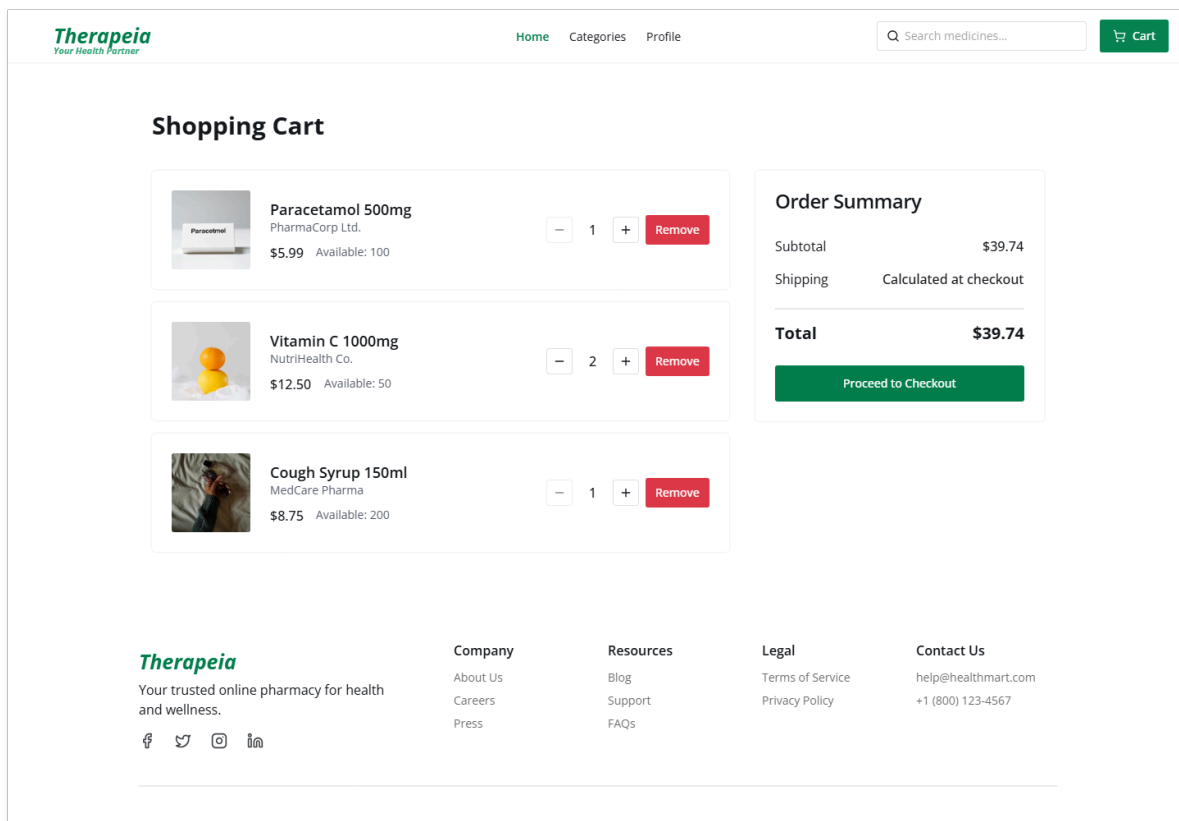 Therapeia
Your Health Partner
Home Categories Profile
Search medicines...
Cart
Shopping Cart
Paracetmol
Paracetamol 500mg
PharmaCorp Ltd.
$5.99 Available: 100
− 1 + Remove
Vitamin C 1000mg
NutriHealth Co.
$12.50 Available: 50
− 2 + Remove
Cough Syrup 150ml
MedCare Pharma
$8.75 Available: 200
− 1 + Remove
Order Summary
Subtotal $39.74
Shipping Calculated at checkout
Total $39.74
Proceed to Checkout
Therapeia
Your trusted online pharmacy for health
and wellness.
Company
About Us
Careers
Press
Resources
Blog
Support
FAQs
Legal
Terms of Service
Privacy Policy
Contact Us
help@healthmart.com
+1 (800) 123-4567